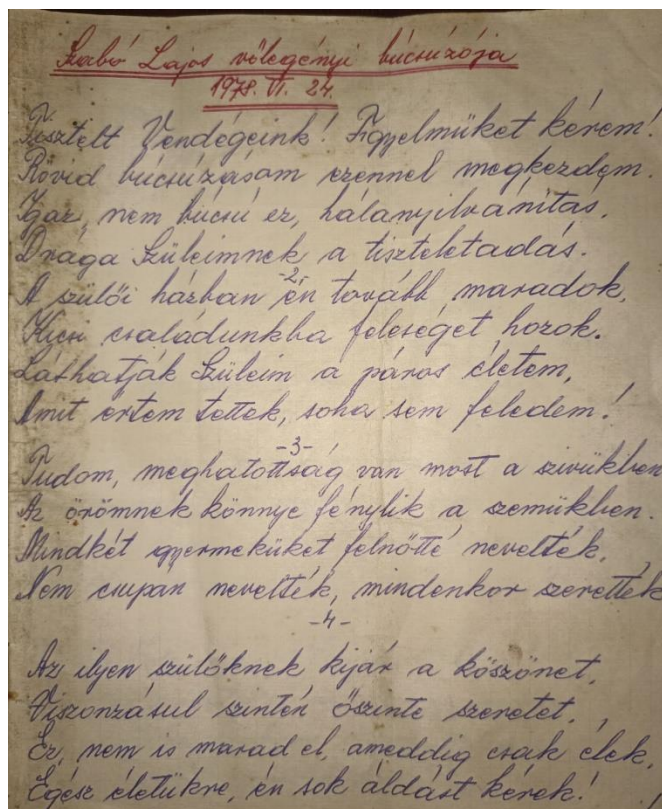 Szabó Lajos vőlegényi búcsúzója
1978. VI. 24.
Tisztelt Vendégeink! Figyelmüket kérem!
Rövid búcsúzásom ezennel megkezdem.
Igaz, nem búcsú ez, hálanyilvánítás,
Drága Szüleimnek a tiszteletadás.
-2-
A szülői házban én tovább maradok,
Kicsi családunkba feleséget hozok.
Láthatják Szüleim a páros életem,
Amit értem tettek, soha sem feledem!
-3-
Tudom, meghatottság van most a szivükben
Az örömnek könnye fénylik a szemükben.
Mindkét gyermeküket felnőtté nevelték,
Nem csupán nevelték, mindenkor szerették
-4-
Az ilyen szülőknek kijár a köszönet,
Viszonzásul szintén őszinte szeretet.
Ez, nem is marad el, ameddig csak élek,
Egész életükre, én sok áldást kérek!